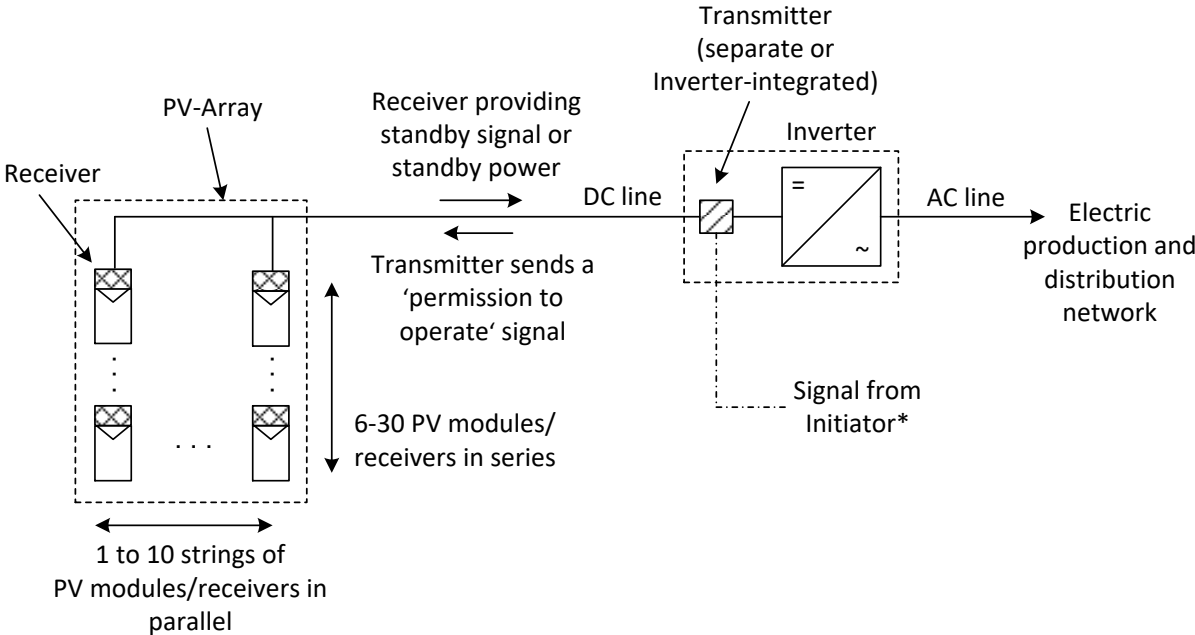 Transmitter
(separate or
Inverter-integrated)
PV-Array
Receiver providing
standby signal or
standby power
Inverter
Receiver
DC line
=
~
AC line
Electric
production and
distribution
network
Transmitter sends a
‘permission to
operate‘ signal
Signal from
Initiator*
6-30 PV modules/
receivers in series
. . .
1 to 10 strings of
PV modules/receivers in
parallel